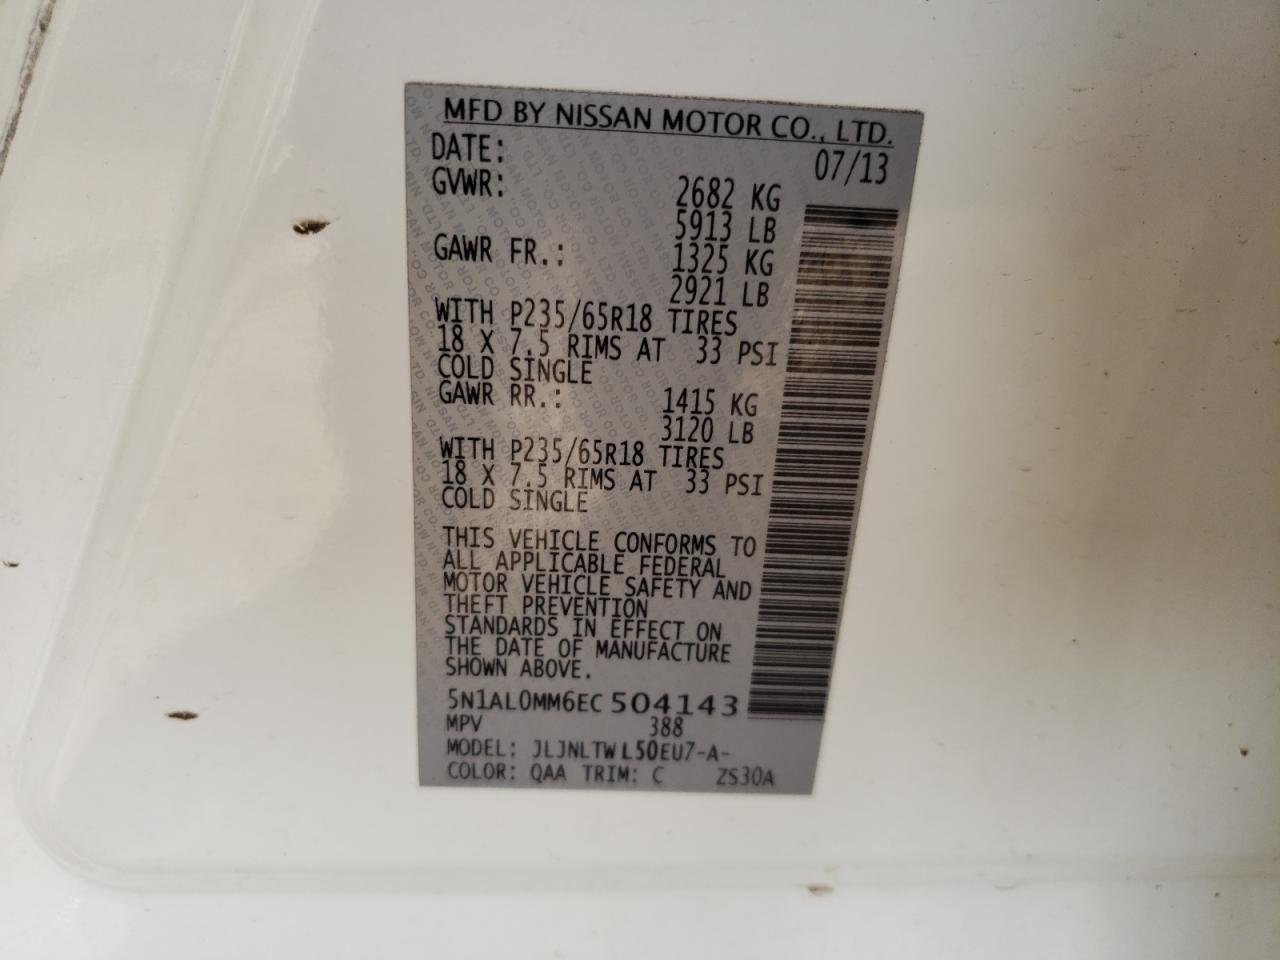 MFD BY NISSAN MOTOR CO., LTD.
DATE: 07/13
GVWR: 2682 KG
5913 LB
GAWR FR.: 1325 KG
2921 LB
WITH P235/65R18 TIRES
18 X 7.5 RIMS AT 33 PSI
COLD SINGLE
GAWR RR.: 1415 KG
3120 LB
WITH P235/65R18 TIRES
18 X 7.5 RIMS AT 33 PSI
COLD SINGLE
THIS VEHICLE CONFORMS TO
ALL APPLICABLE FEDERAL
MOTOR VEHICLE SAFETY AND
THEFT PREVENTION
STANDARDS IN EFFECT ON
THE DATE OF MANUFACTURE
SHOWN ABOVE.
5N1AL0MM6EC 504143
MPV 388
MODEL: JLJNLTW L50EU7-A-
COLOR: QAA TRIM: C ZS30A